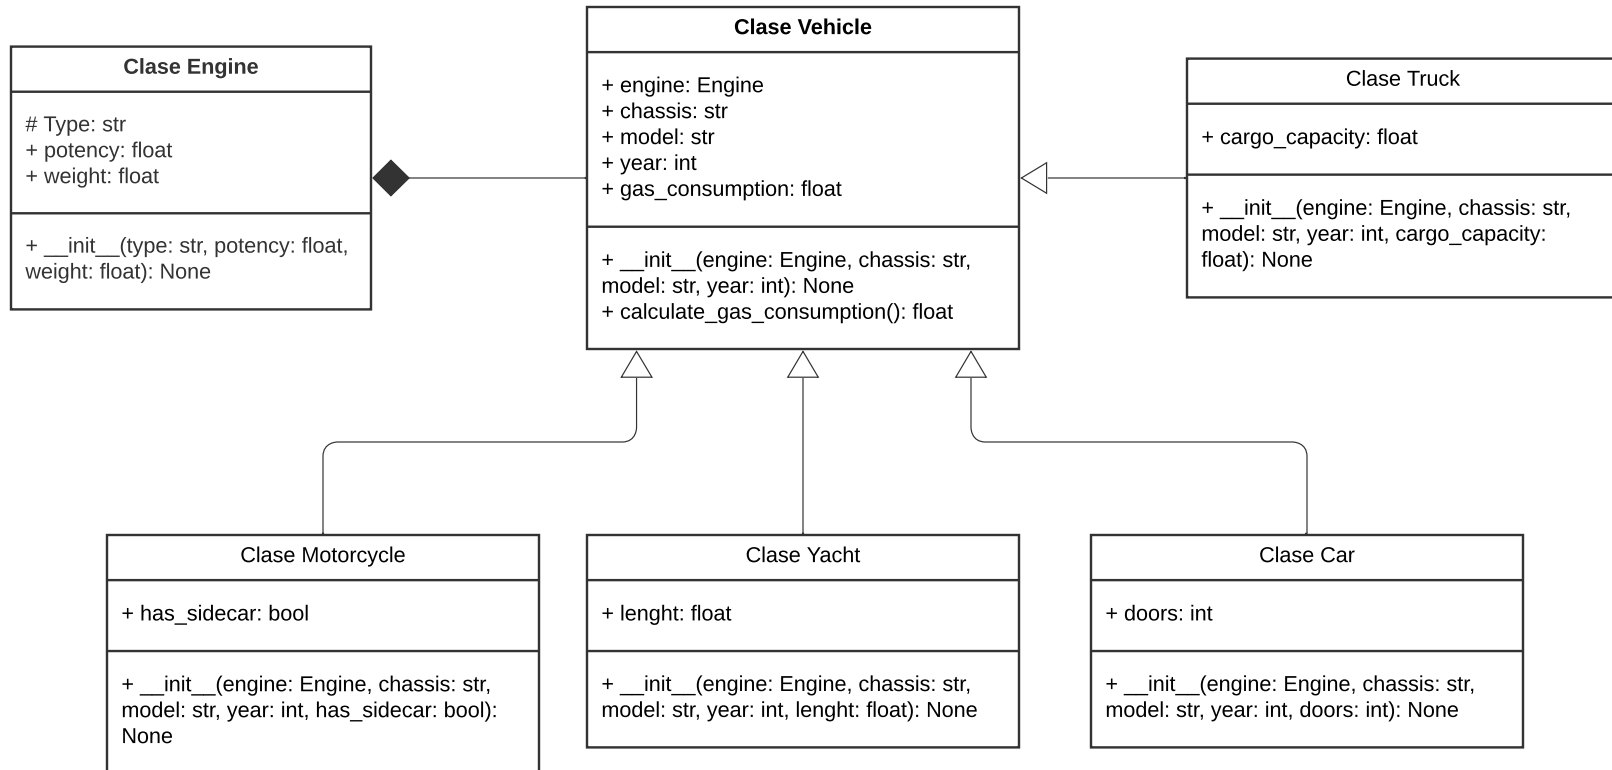 Clase Engine
# Type: str
+ potency: float
+ weight: float
+ __init__(type: str, potency: float,
weight: float): None
Clase Vehicle
+ engine: Engine
+ chassis: str
+ model: str
+ year: int
+ gas_consumption: float
+ __init__(engine: Engine, chassis: str,
model: str, year: int): None
+ calculate_gas_consumption(): float
Clase Truck
+ cargo_capacity: float
+ __init__(engine: Engine, chassis: str,
model: str, year: int, cargo_capacity:
float): None
Clase Motorcycle
+ has_sidecar: bool
+ __init__(engine: Engine, chassis: str,
model: str, year: int, has_sidecar: bool):
None
Clase Yacht
+ lenght: float
+ __init__(engine: Engine, chassis: str,
model: str, year: int, lenght: float): None
Clase Car
+ doors: int
+ __init__(engine: Engine, chassis: str,
model: str, year: int, doors: int): None